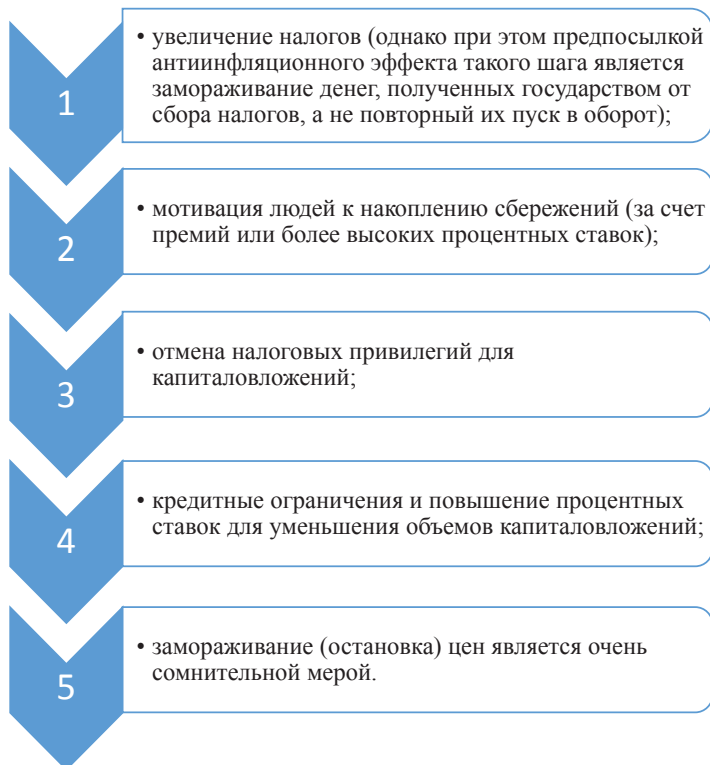 1
• увеличение налогов (однако при этом предпосылкой
антиинфляционного эффекта такого шага является
замораживание денег, полученных государством от
сбора налогов, а не повторный их пуск в оборот);
2
• мотивация людей к накоплению сбережений (за счет
премий или более высоких процентных ставок);
3
• отмена налоговых привилегий для
капиталовложений;
4
• кредитные ограничения и повышение процентных
ставок для уменьшения объемов капиталовложений;
5
• замораживание (остановка) цен является очень
сомнительной мерой.